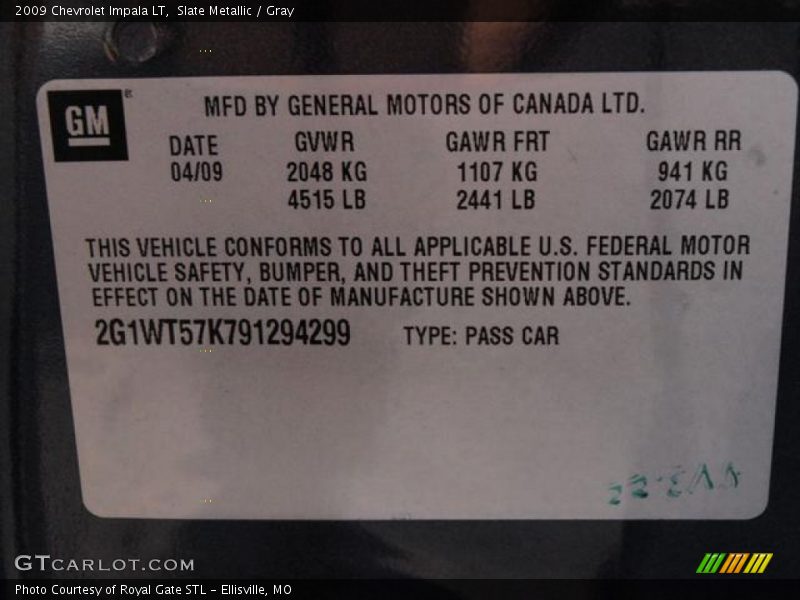 2009 Chevrolet Impala LT, Slate Metallic / Gray
GM ®
MFD BY GENERAL MOTORS OF CANADA LTD.
DATE GVWR GAWR FRT GAWR RR
04/09 2048 KG 1107 KG 941 KG
4515 LB 2441 LB 2074 LB
THIS VEHICLE CONFORMS TO ALL APPLICABLE U.S. FEDERAL MOTOR
VEHICLE SAFETY, BUMPER, AND THEFT PREVENTION STANDARDS IN
EFFECT ON THE DATE OF MANUFACTURE SHOWN ABOVE.
2G1WT57K791294299 TYPE: PASS CAR
GTCARLOT.COM
Photo Courtesy of Royal Gate STL - Ellisville, MO